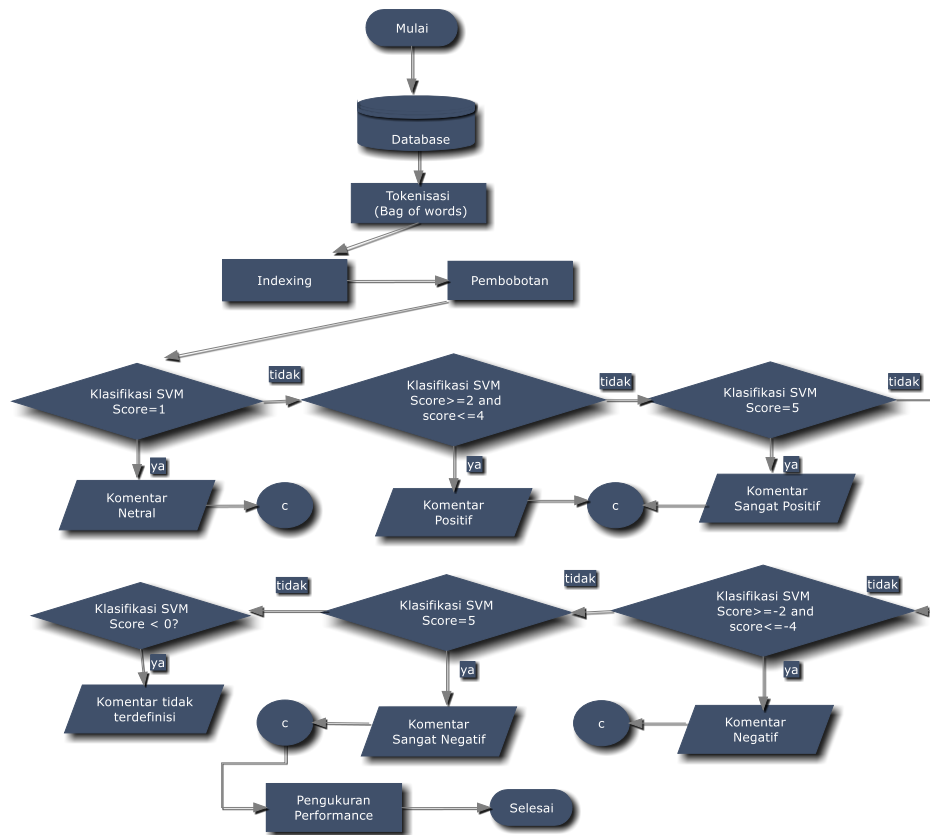 Mulai
Database
Tokenisasi
(Bag of words)
Indexing
Pembobotan
Klasifikasi SVM
Score=1
tidak
Klasifikasi SVM
Score>=2 and
score<=4
tidak
Klasifikasi SVM
Score=5
tidak
ya
ya
ya
Komentar
Netral
c
Komentar
Positif
c
Komentar
Sangat Positif
Klasifikasi SVM
Score < 0?
tidak
Klasifikasi SVM
Score=5
tidak
Klasifikasi SVM
Score>=-2 and
score<=-4
tidak
ya
ya
ya
Komentar tidak
terdefinisi
c
Komentar
Sangat Negatif
c
Komentar
Negatif
Pengukuran
Performance
Selesai